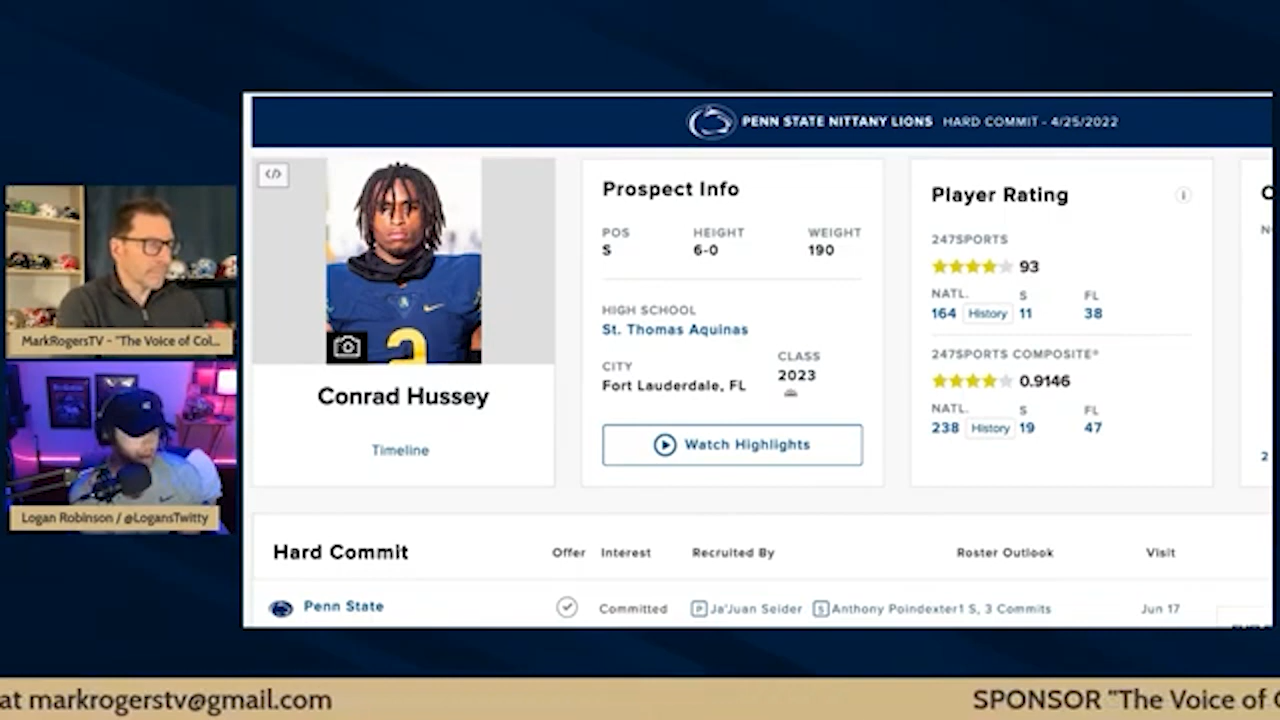 PENN STATE NITTANY LIONS HARD COMMIT - 4/25/2022
</>
Conrad Hussey
Timeline
Prospect Info
POS HEIGHT WEIGHT
S 6-0 190
HIGH SCHOOL
St. Thomas Aquinas
CITY CLASS
Fort Lauderdale, FL 2023
Watch Highlights
Player Rating
i
247SPORTS
93
NATL. S FL
164 History 11 38
247SPORTS COMPOSITE®
0.9146
NATL. S FL
238 History 19 47
2
Hard Commit Offer Interest Recruited By Roster Outlook Visit
Penn State Committed P Ja'Juan Seider S Anthony Poindexter 1 S, 3 Commits Jun 17
MarkRogersTV - "The Voice of Col...
Logan Robinson / @LogansTwitty
at markrogerstv@gmail.com SPONSOR "The Voice of